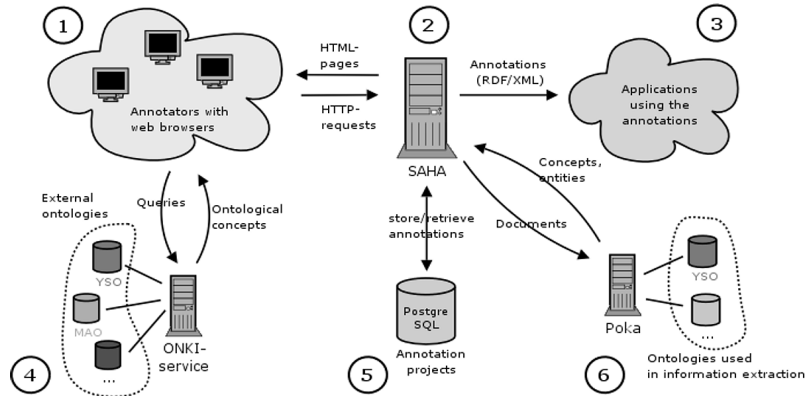 1
2
3
HTML-
pages
HTTP-
requests
Annotators with
web browsers
SAHA
Annotations
(RDF/XML)
Applications
using the
annotations
External
ontologies
Queries
Ontological
concepts
store/retrieve
annotations
Concepts,
entities
Documents
YSO
MAO
...
ONKI-
service
Postgre
SQL
Annotation
projects
Poka
YSO
...
Ontologies used
in information extraction
4
5
6